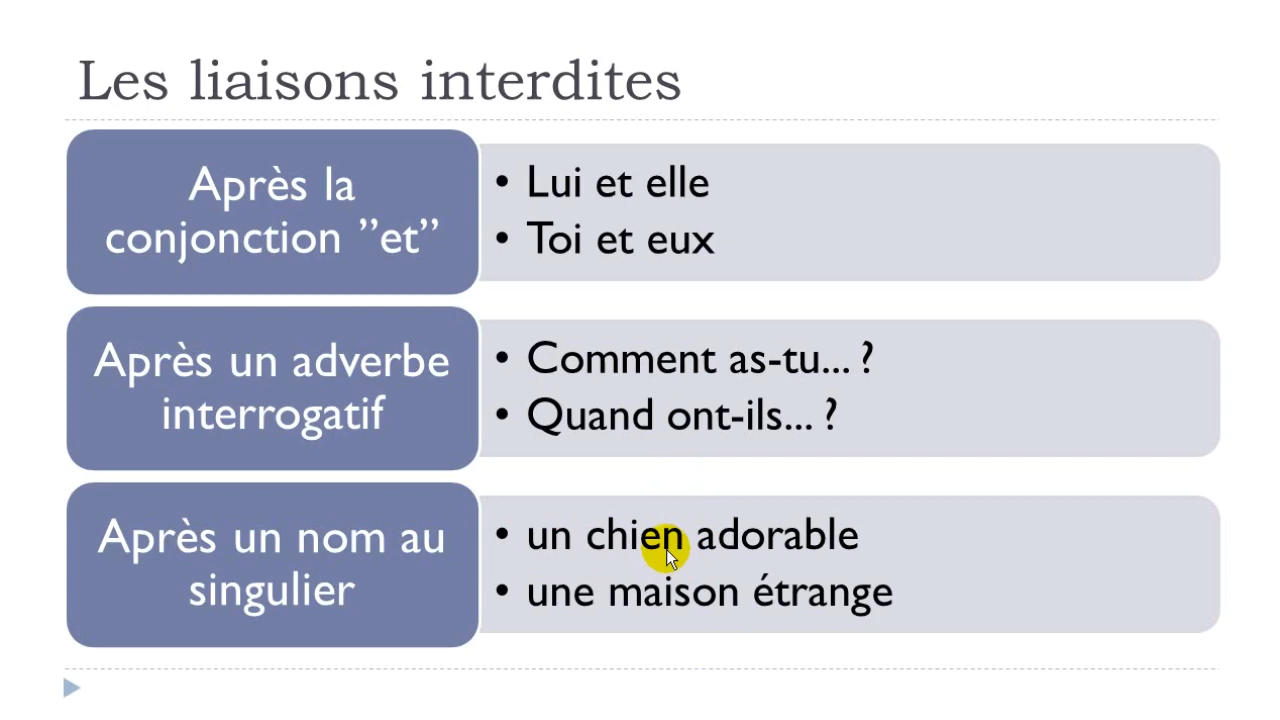 Les liaisons interdites
Après la
conjonction ”et”
• Lui et elle
• Toi et eux
Après un adverbe
interrogatif
• Comment as-tu... ?
• Quand ont-ils... ?
Après un nom au
singulier
• un chien adorable
• une maison étrange